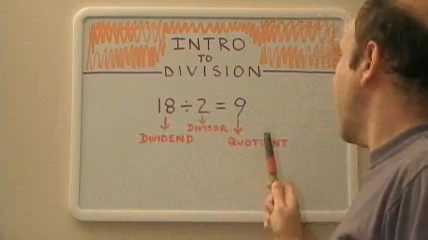 INTRO
TO
DIVISION
18 ÷ 2 = 9
DIVISOR
DIVIDEND QUOTIENT